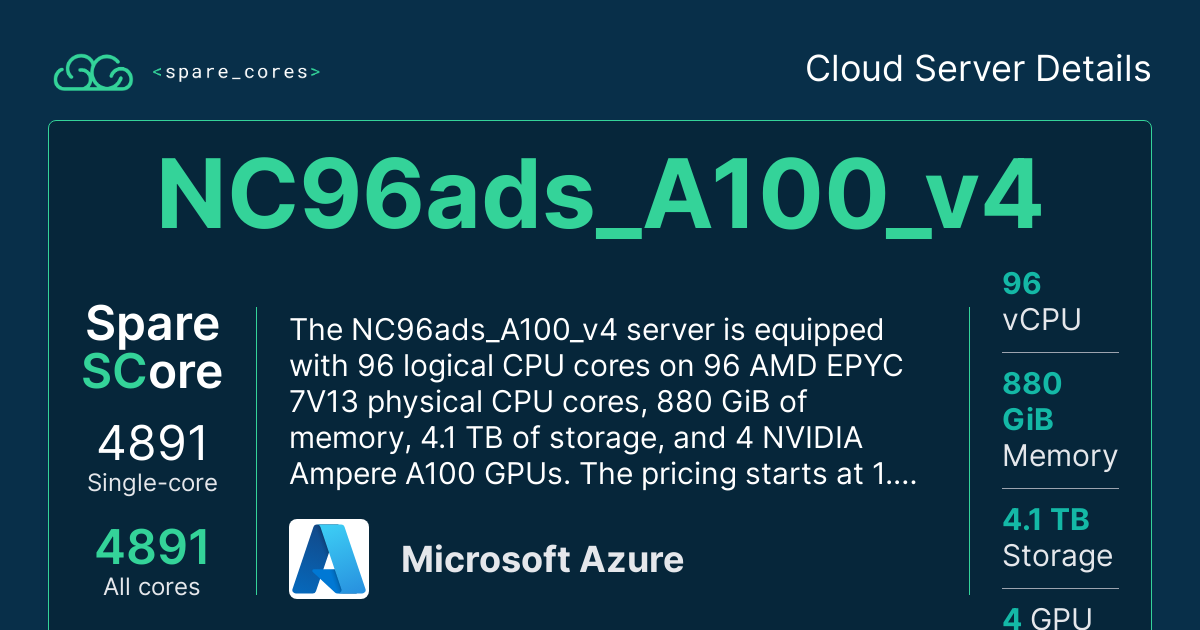 <spare_cores>
Cloud Server Details
NC96ads_A100_v4
Spare
SCore
4891
Single-core
4891
All cores
The NC96ads_A100_v4 server is equipped
with 96 logical CPU cores on 96 AMD EPYC
7V13 physical CPU cores, 880 GiB of
memory, 4.1 TB of storage, and 4 NVIDIA
Ampere A100 GPUs. The pricing starts at 1....
Microsoft Azure
96
vCPU
880
GiB
Memory
4.1 TB
Storage
4 GPU